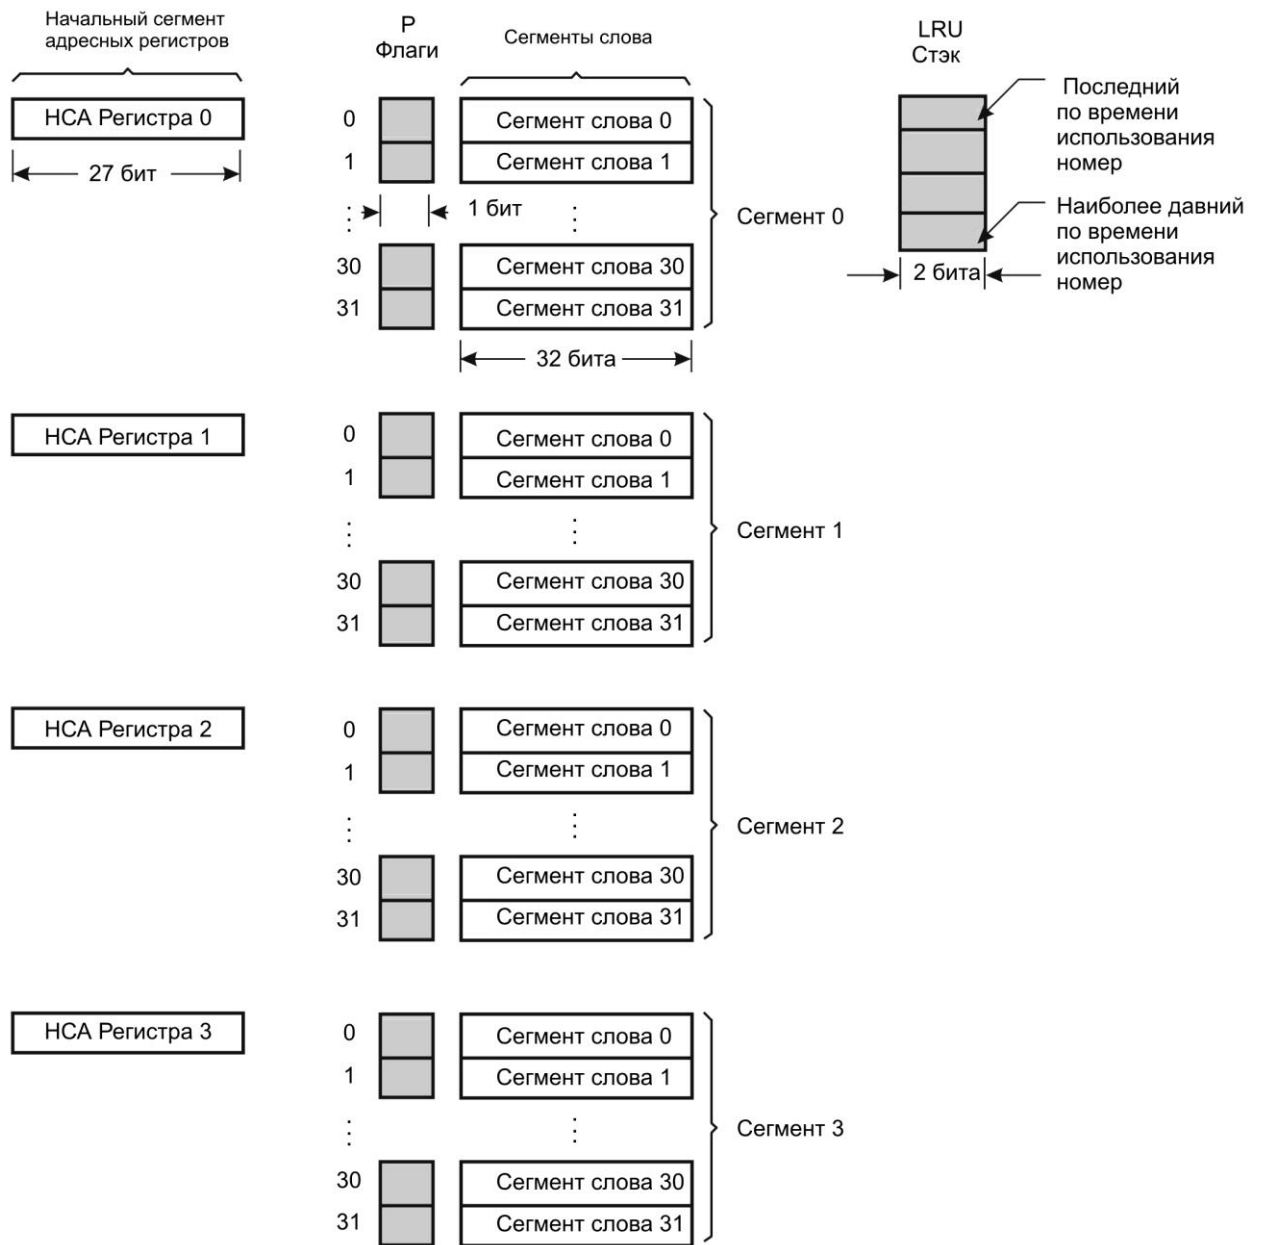 Начальный сегмент
адресных регистров
P
Флаги
Сегменты слова
LRU
Стэк
НСА Регистра 0
27 бит
0
1
30
31
1 бит
Сегмент слова 0
Сегмент слова 1
Сегмент слова 30
Сегмент слова 31
32 бита
Сегмент 0
Последний
по времени
использования
номер
Наиболее давний
по времени
использования
номер
2 бита
НСА Регистра 1
0
1
30
31
Сегмент слова 0
Сегмент слова 1
Сегмент слова 30
Сегмент слова 31
Сегмент 1
НСА Регистра 2
0
1
30
31
Сегмент слова 0
Сегмент слова 1
Сегмент слова 30
Сегмент слова 31
Сегмент 2
НСА Регистра 3
0
1
30
31
Сегмент слова 0
Сегмент слова 1
Сегмент слова 30
Сегмент слова 31
Сегмент 3